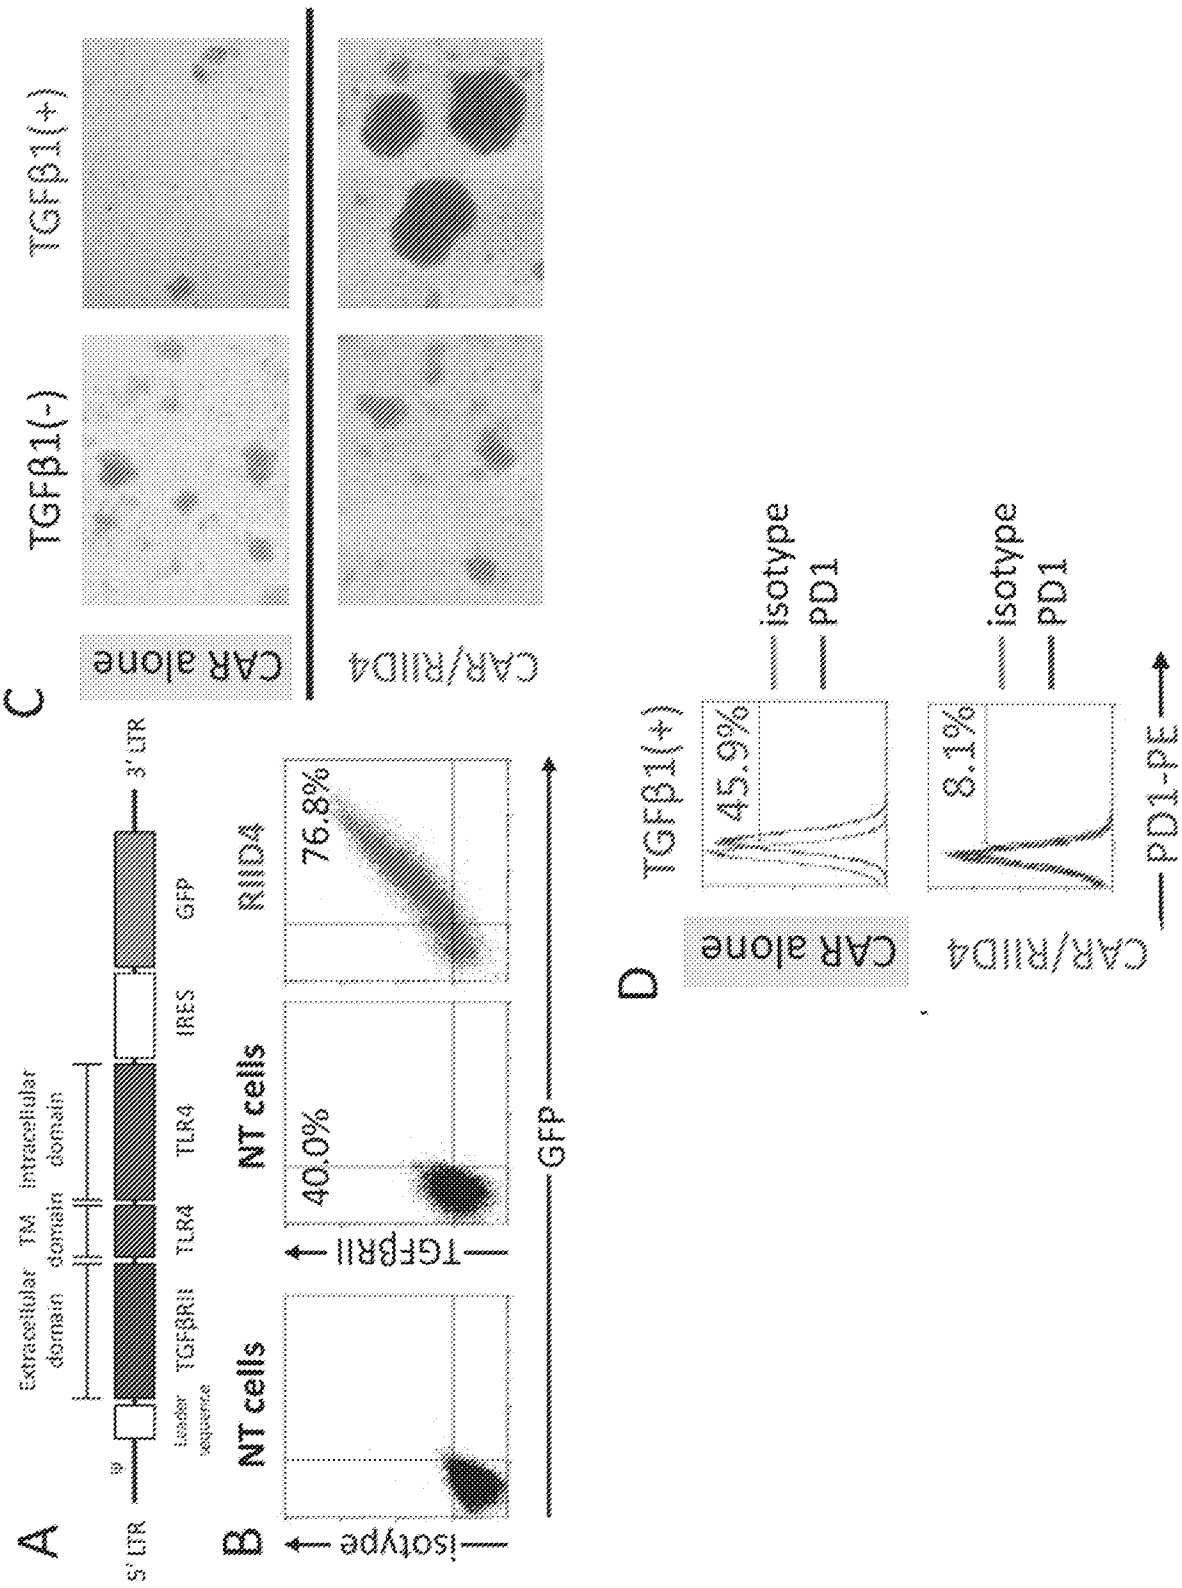 A
Extracellular domain
TM domain
Intracellular domain
5' LTR
Ψ
3' LTR
Leader sequence
TGFβRII
TLR4
TLR4
IRES
GFP
B
NT cells
NT cells
RIID4
isotype
TGFβRII
40.0%
76.8%
GFP
C
TGFβ1(-)
TGFβ1(+)
CAR alone
CAR/RIID4
D
TGFβ1(+)
CAR alone
45.9%
isotype
PD1
CAR/RIID4
8.1%
isotype
PD1
PD1-PE